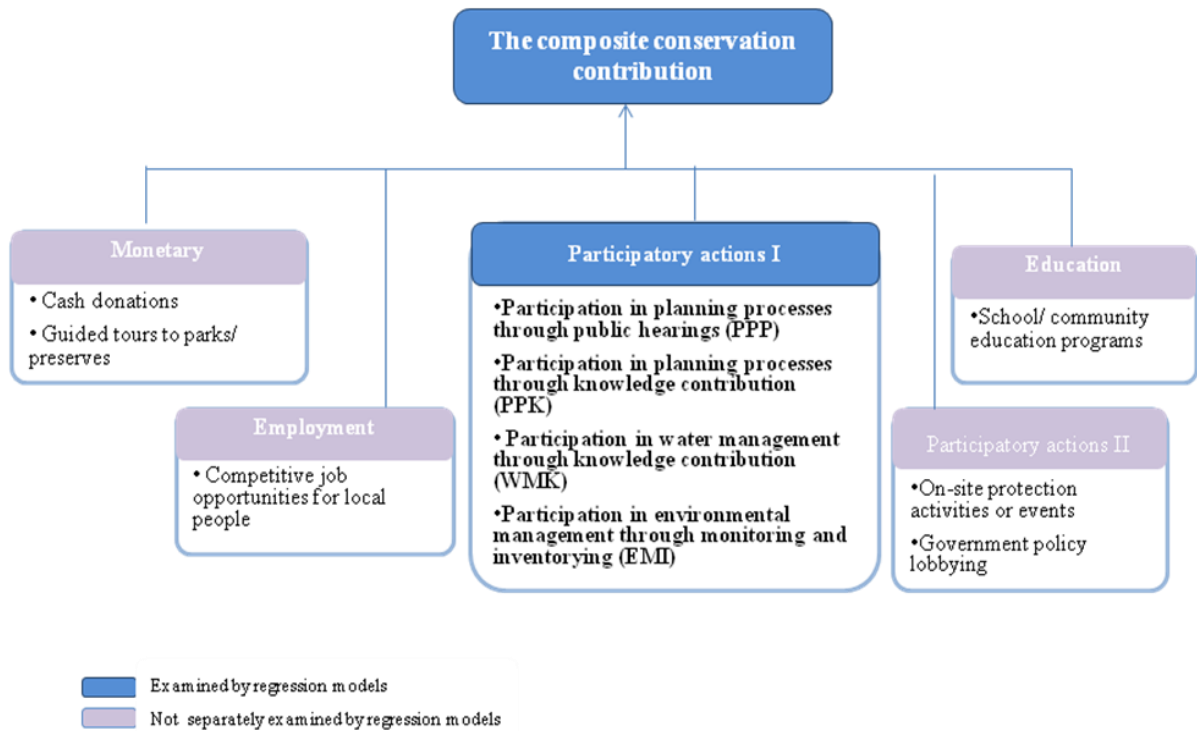 The composite conservation
contribution
Monetary
• Cash donations
• Guided tours to parks/
preserves
Employment
• Competitive job
opportunities for local
people
Participatory actions I
•Participation in planning processes
through public hearings (PPP)
•Participation in planning processes
through knowledge contribution
(PPK)
• Participation in water management
through knowledge contribution
(WMK)
•Participation in environmental
management through monitoring and
inventorying (EMI)
Education
•School/ community
education programs
Participatory actions II
•On-site protection
activities or events
•Government policy
lobbying
Examined by regression models
Not separately examined by regression models